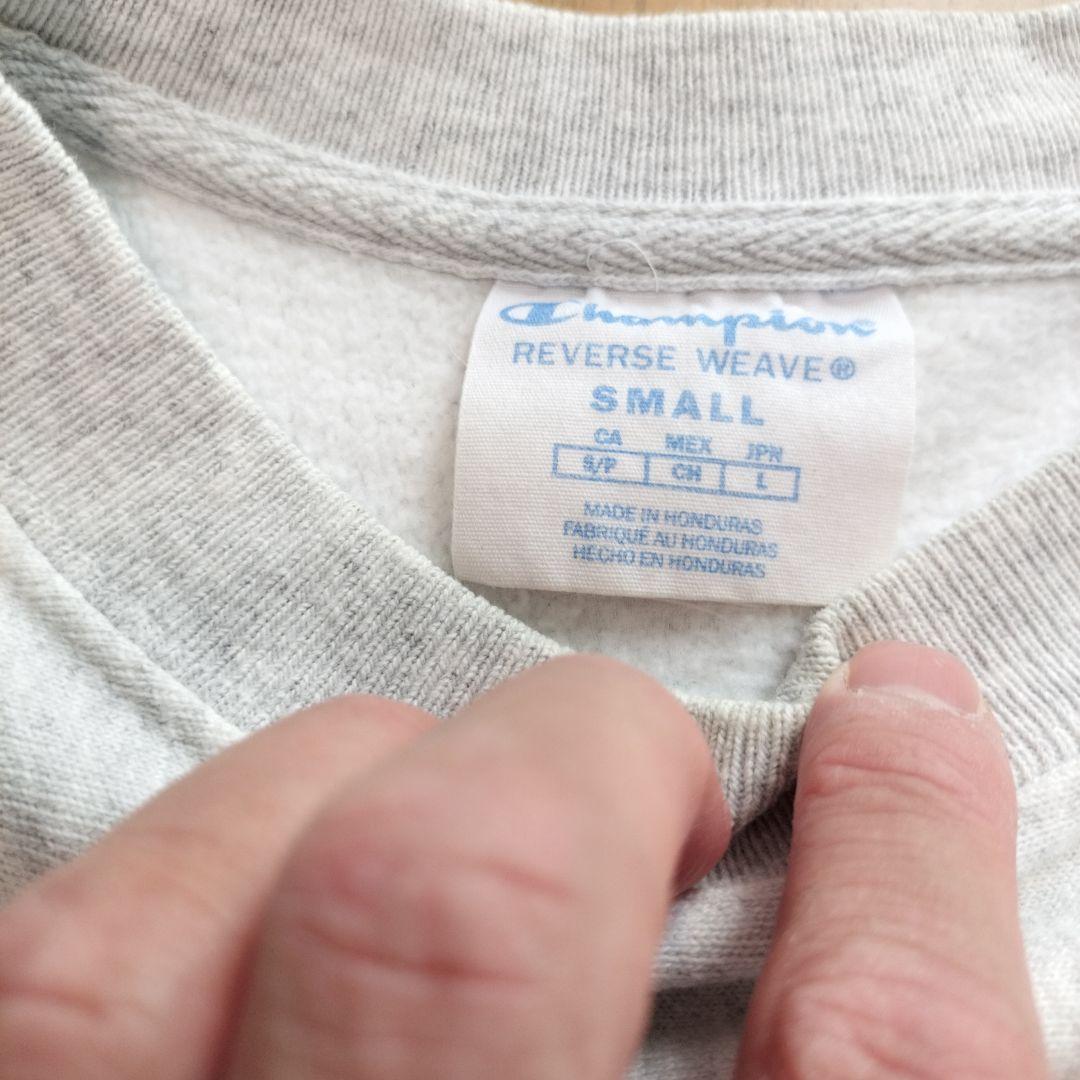 Champion
REVERSE WEAVE®
SMALL
CA MEX JPN
S/P CH L
MADE IN HONDURAS
FABRIQUÉ AU HONDURAS
HECHO EN HONDURAS